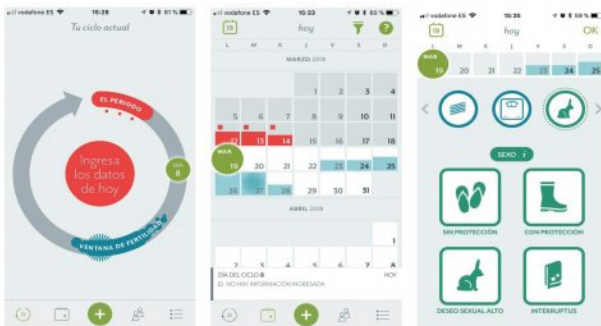 vodafone ES 15:28 61 %
Tu ciclo actual
EL PERIODO
Ingresa
los datos
de hoy
DÍA
8
VENTANA DE FERTILIDAD
vodafone ES 15:33 60 %
19
hoy
?
L M M J V S D
MARZO 2018
1 2 3 4
5 6 7 8 9 10 11
12 13 14 15 16 17 18
MAR
19 20 21 22 23 24 25
26 27 28 29 30 31
ABRIL 2018
1
2 3 4 5 6 7 8
DÍA DEL CICLO 8 HOY
NO HAY INFORMACIÓN INGRESADA
vodafone ES 15:35 59 %
19
hoy
OK
L M M J V S D
MAR
19 20 21 22 23 24 25
SEXO i
SIN PROTECCIÓN
CON PROTECCIÓN
DESEO SEXUAL ALTO
INTERRUPTUS